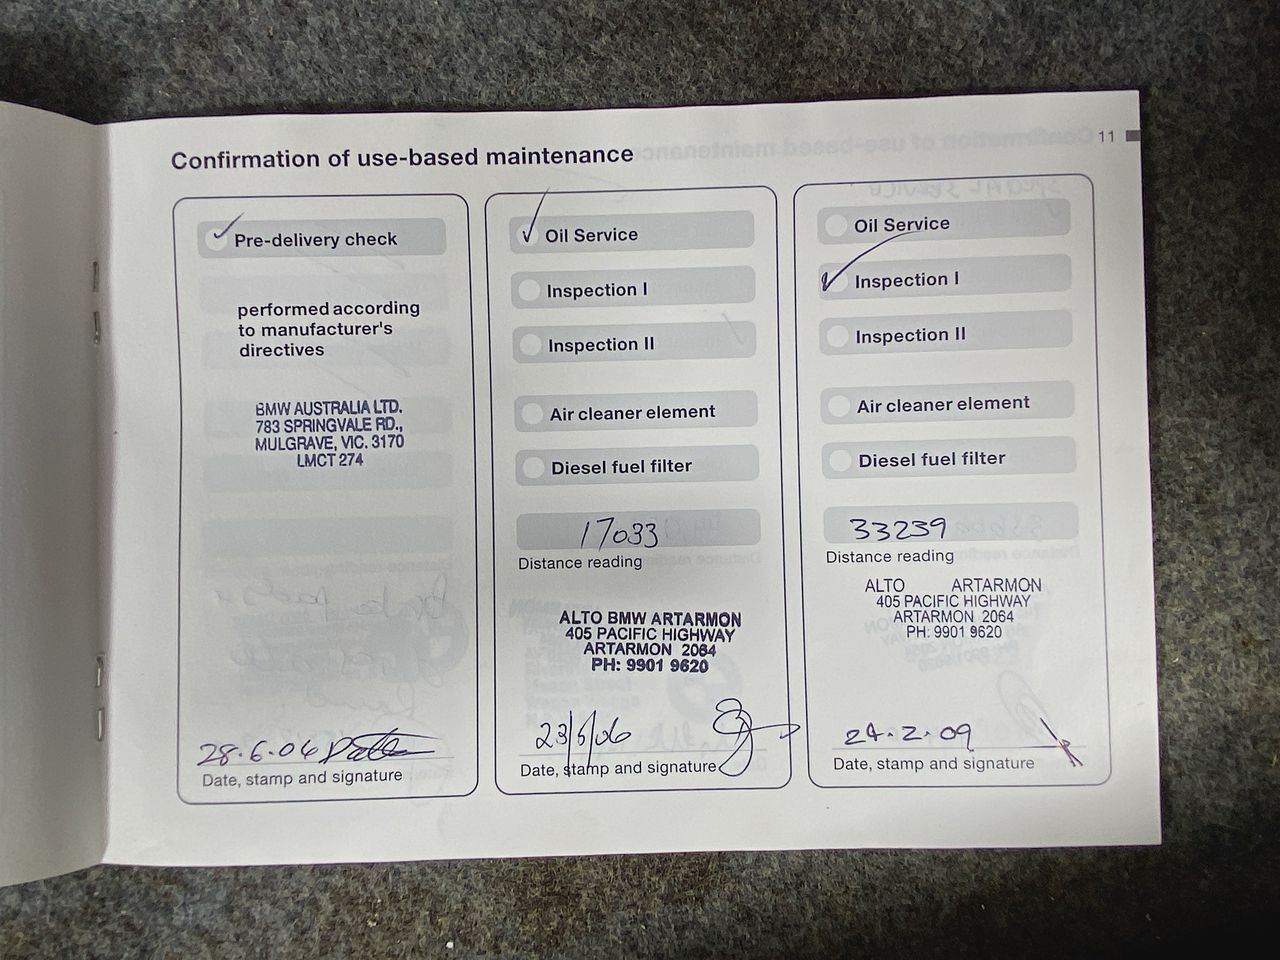 11
Confirmation of use-based maintenance
Pre-delivery check
performed according
to manufacturer's
directives
BMW AUSTRALIA LTD.
783 SPRINGVALE RD.,
MULGRAVE, VIC. 3170
LMCT 274
28.6.04
Date, stamp and signature
Oil Service
Inspection I
Inspection II
Air cleaner element
Diesel fuel filter
17033
Distance reading
ALTO BMW ARTARMON
405 PACIFIC HIGHWAY
ARTARMON 2064
PH: 9901 9620
23/5/06
Date, stamp and signature
Oil Service
Inspection I
Inspection II
Air cleaner element
Diesel fuel filter
33239
Distance reading
ALTO ARTARMON
405 PACIFIC HIGHWAY
ARTARMON 2064
PH: 9901 9620
24.2.09
Date, stamp and signature